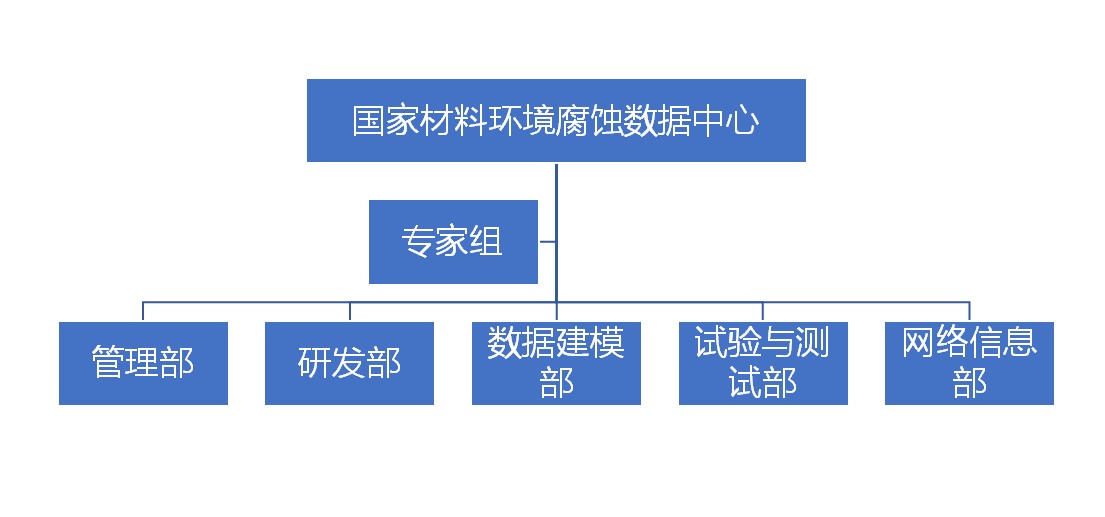 国家材料环境腐蚀数据中心
专家组
管理部
研发部
数据建模
部
试验与测
试部
网络信息
部